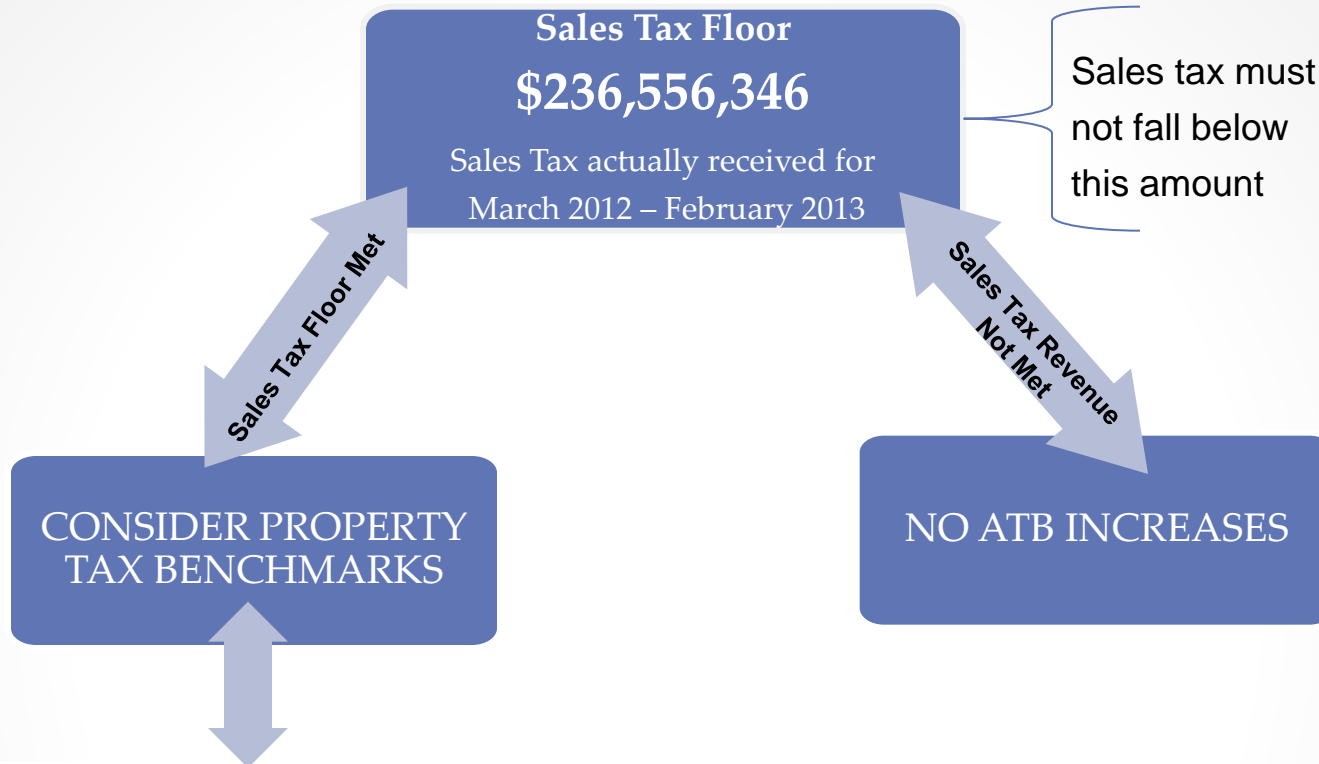 Sales Tax Floor
$236,556,346
Sales Tax actually received for
March 2012 – February 2013
Sales tax must
not fall below
this amount
Sales Tax Floor Met
Sales Tax Revenue
Not Met
CONSIDER PROPERTY
TAX BENCHMARKS
NO ATB INCREASES